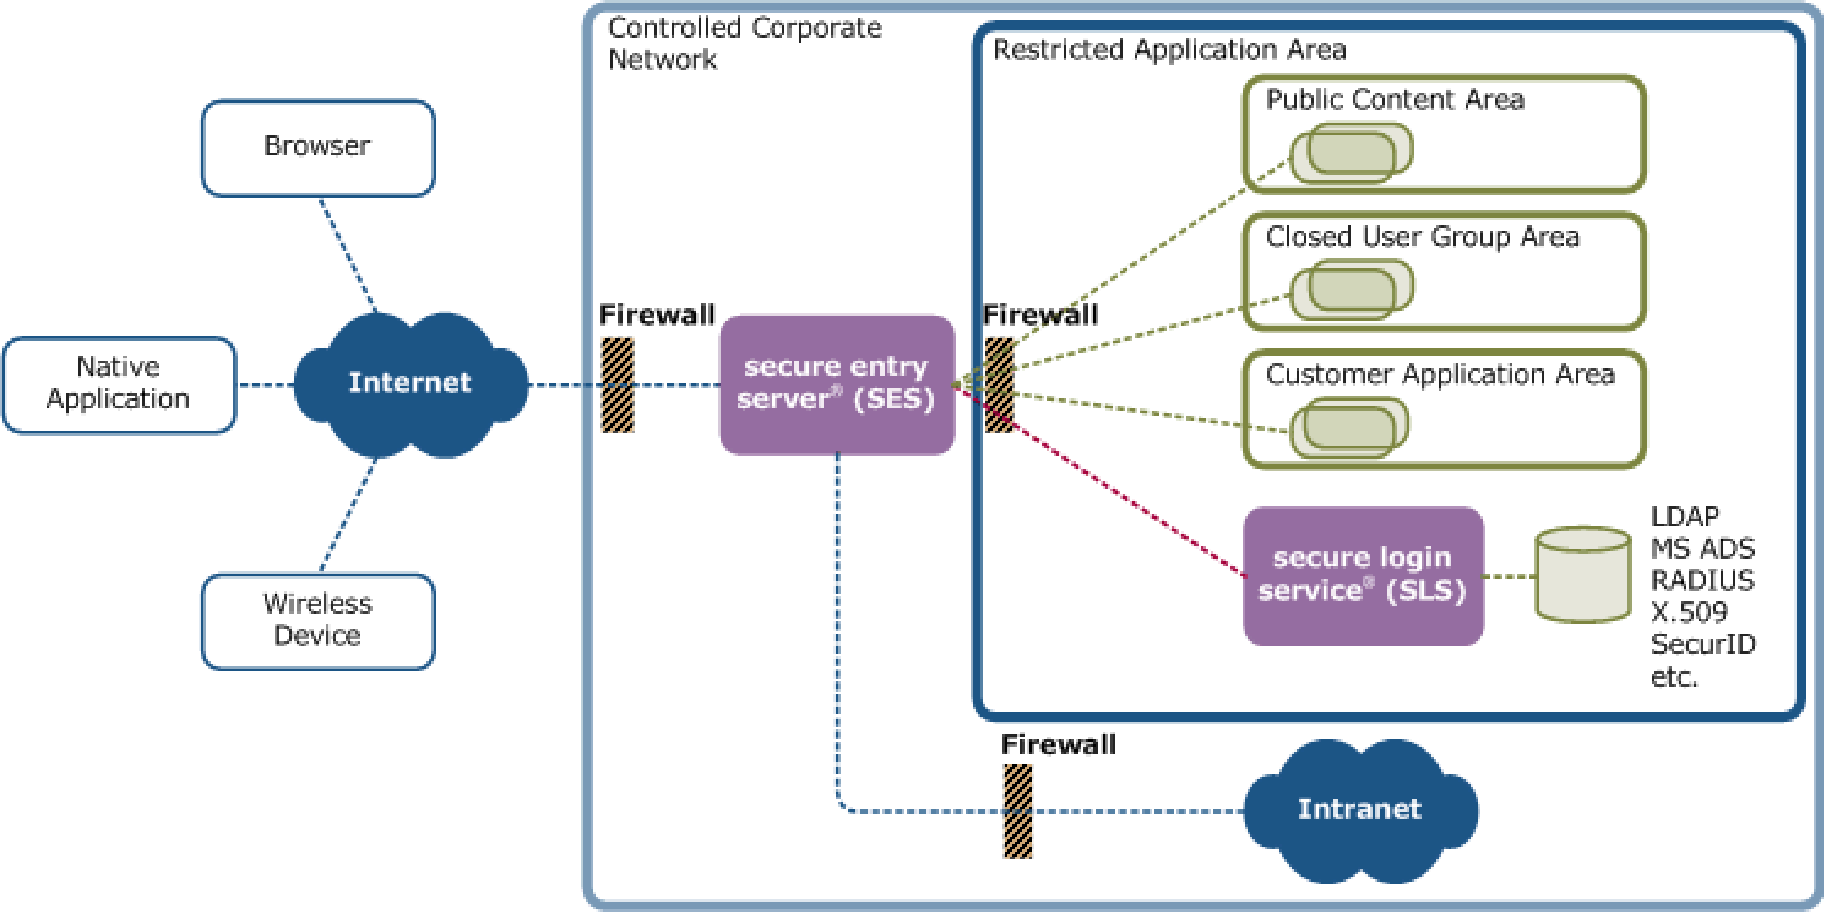 Controlled Corporate
Network
Restricted Application Area
Public Content Area
Browser
Closed User Group Area
Firewall
Firewall
Native
Application
Internet
secure entry
server® (SES)
Customer Application Area
LDAP
MS ADS
RADIUS
X.509
SecurID
etc.
secure login
service® (SLS)
Wireless
Device
Firewall
Intranet